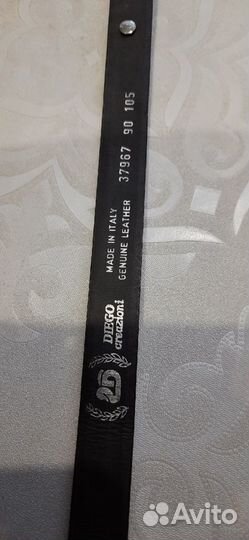 37967 90 105
MADE IN ITALY
GENUINE LEATHER
DIEGO
creazioni
Avito